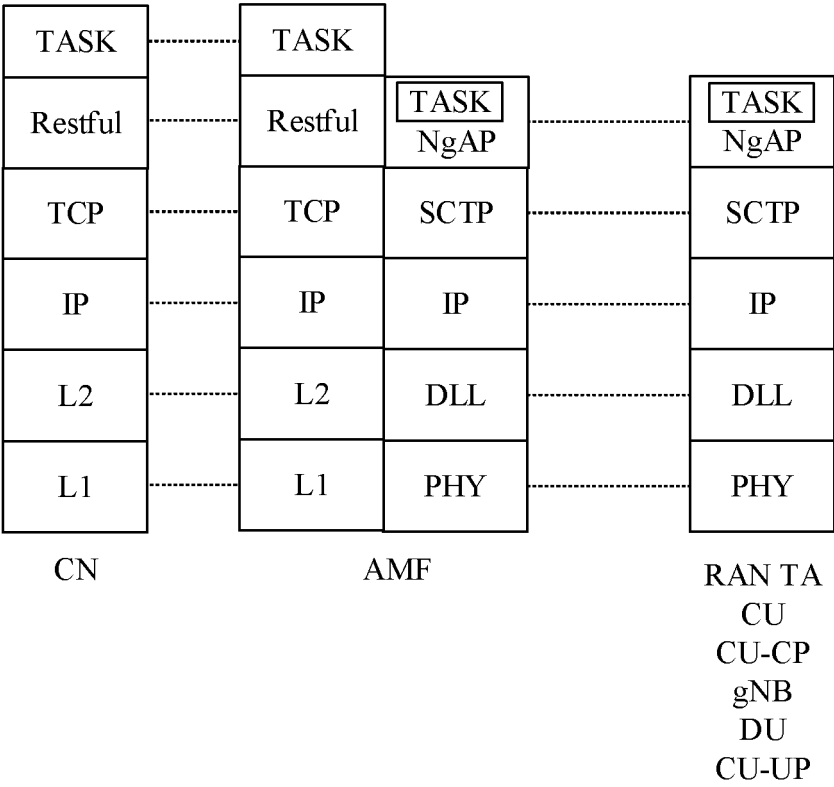 TASK TASK
Restful Restful TASK TASK
NgAP NgAP
TCP TCP SCTP SCTP
IP IP IP IP
L2 L2 DLL DLL
L1 L1 PHY PHY
CN AMF RAN TA
CU
CU-CP
gNB
DU
CU-UP